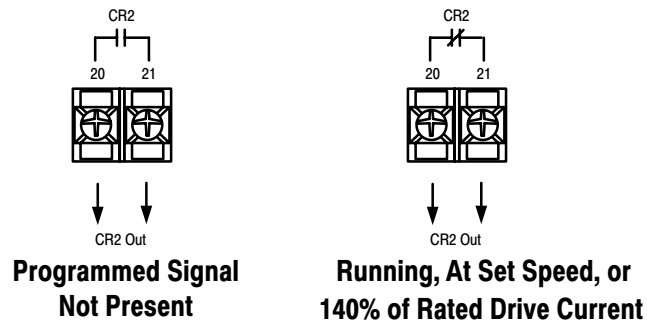 CR2
20 21
CR2 Out
Programmed Signal
Not Present
CR2
20 21
CR2 Out
Running, At Set Speed, or
140% of Rated Drive Current